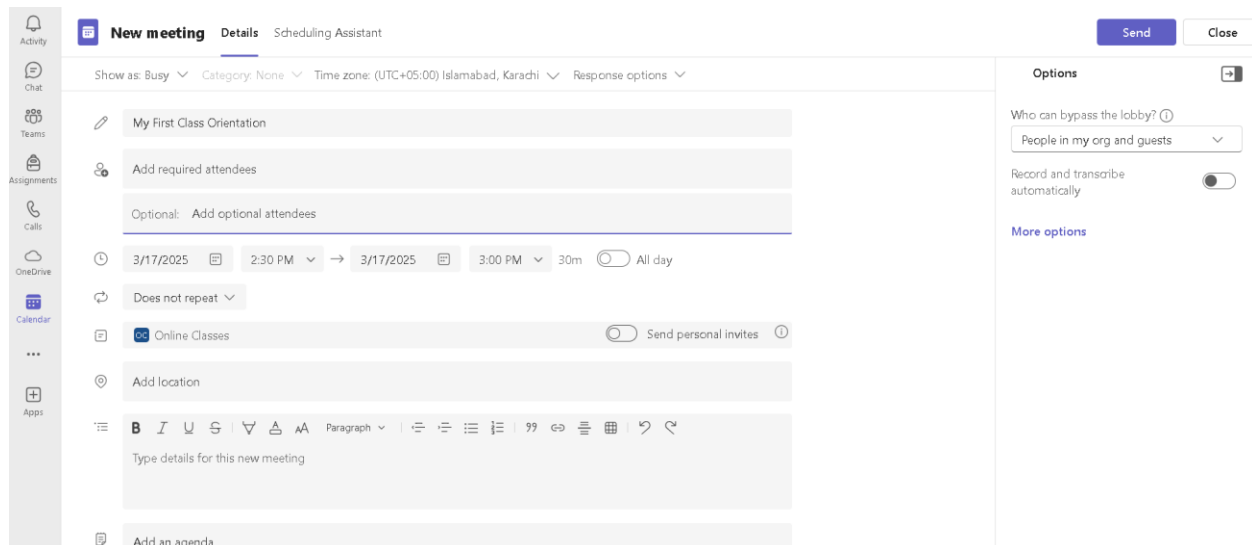 New meeting Details Scheduling Assistant Send Close
Activity
Chat
Teams
Assignments
Calls
OneDrive
Calendar
Apps
Show as: Busy Category: None Time zone: (UTC+05:00) Islamabad, Karachi Response options
My First Class Orientation
Add required attendees
Optional: Add optional attendees
3/17/2025 2:30 PM → 3/17/2025 3:00 PM 30m All day
Does not repeat
OC Online Classes Send personal invites
Add location
B I U S A AA Paragraph
Type details for this new meeting
Add an agenda
Options
Who can bypass the lobby?
People in my org and guests
Record and transcribe
automatically
More options